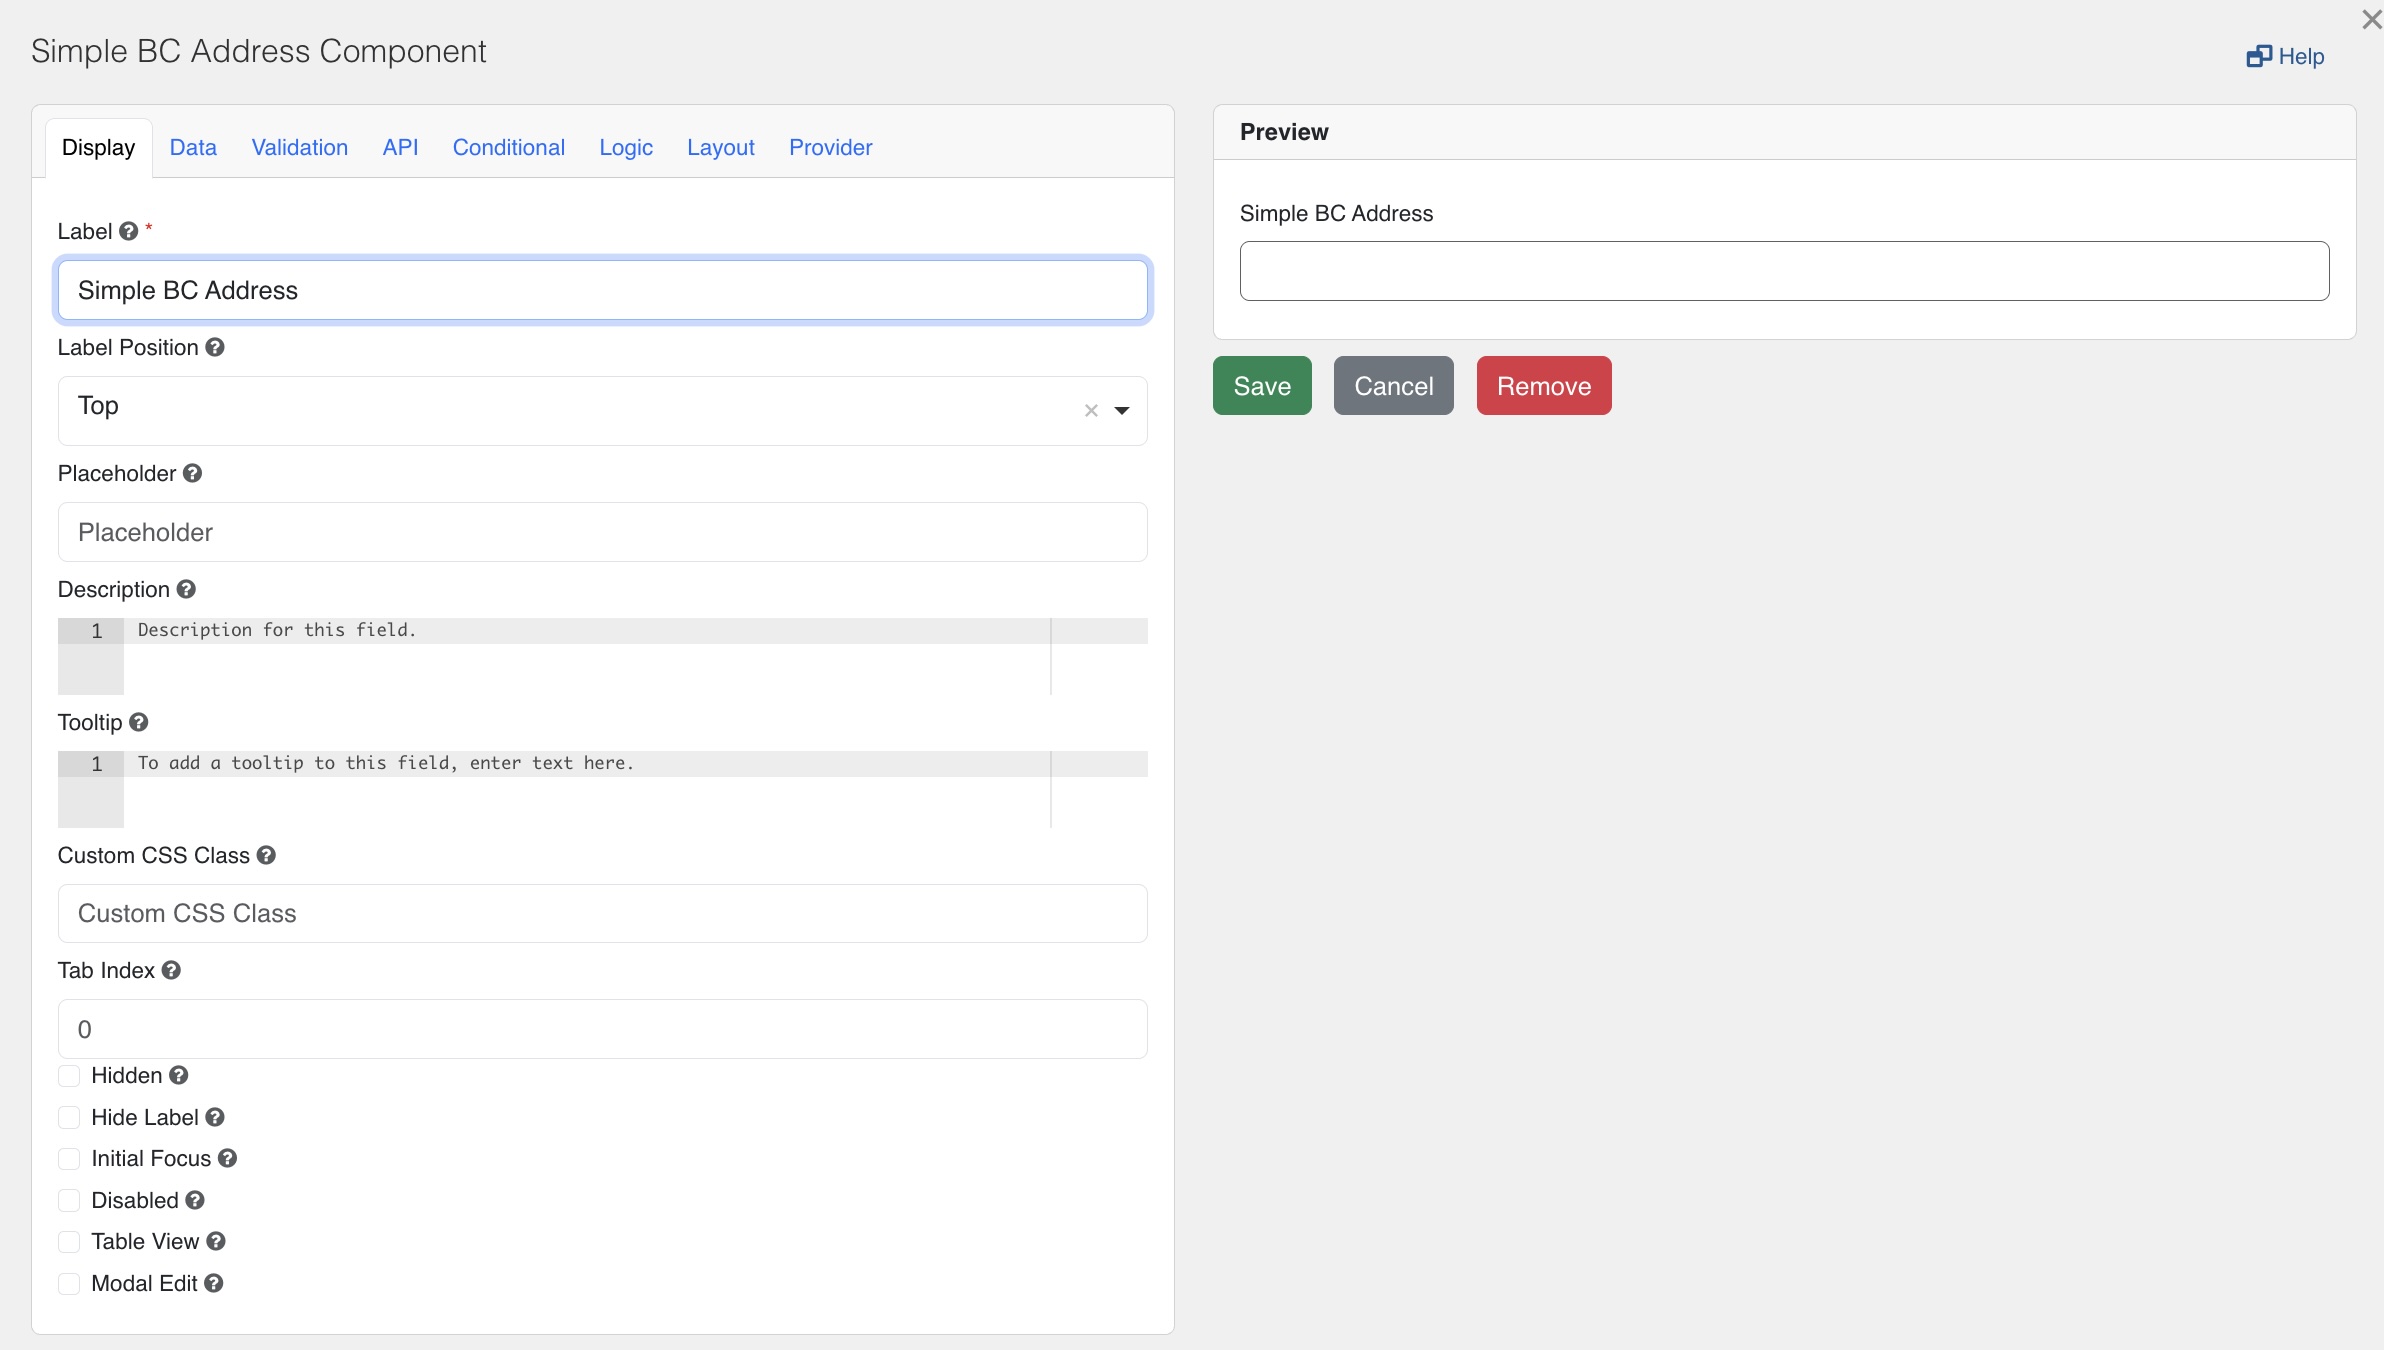 Simple BC Address Component
Help
Display Data Validation API Conditional Logic Layout Provider
Label *
Simple BC Address
Label Position
Top
Placeholder
Placeholder
Description
1 Description for this field.
Tooltip
1 To add a tooltip to this field, enter text here.
Custom CSS Class
Custom CSS Class
Tab Index
0
Hidden
Hide Label
Initial Focus
Disabled
Table View
Modal Edit
Preview
Simple BC Address
Save Cancel Remove